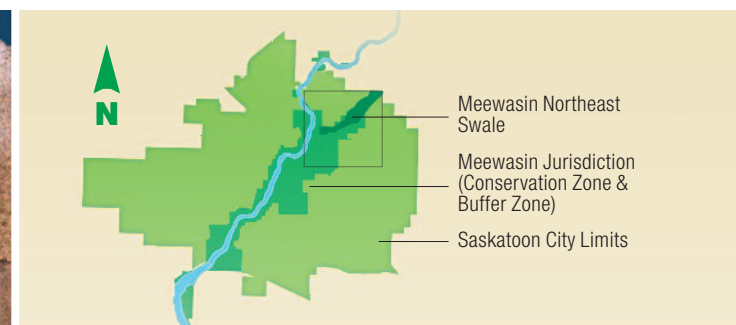 N
Meewasin Northeast
Swale
Meewasin Jurisdiction
(Conservation Zone &
Buffer Zone)
Saskatoon City Limits